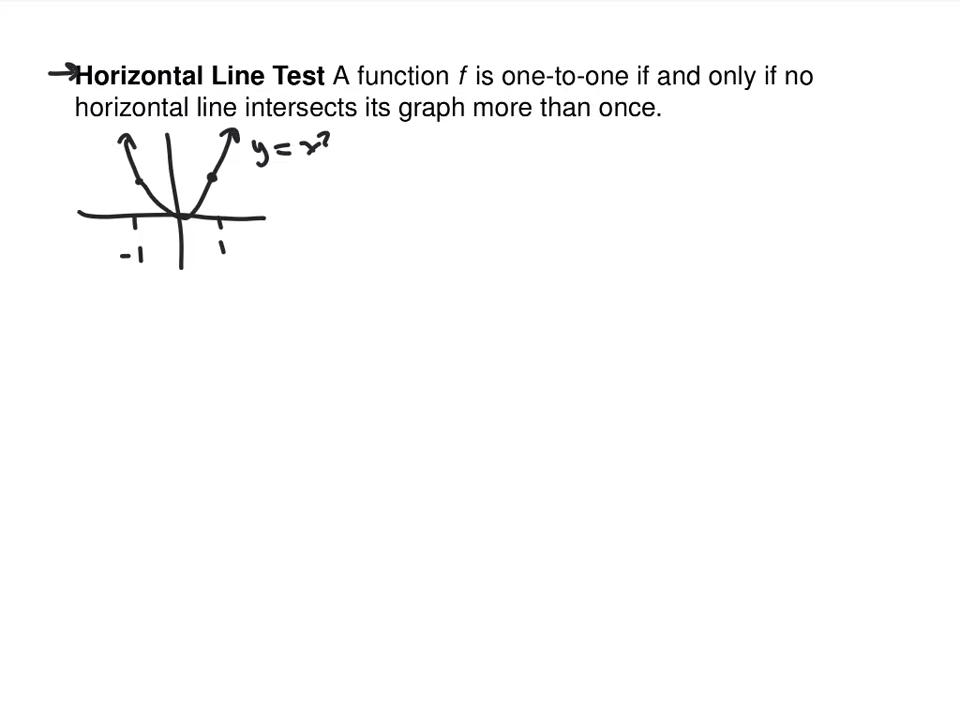 Horizontal Line Test A function f is one-to-one if and only if no
horizontal line intersects its graph more than once.
y = x²
-1 1